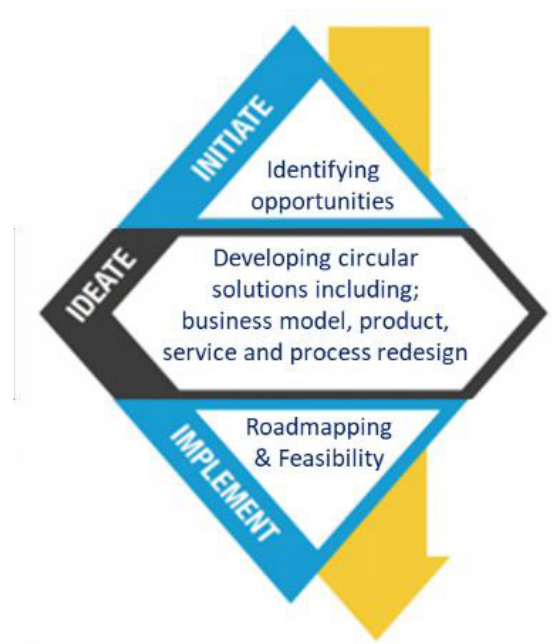 INITIATE
Identifying
opportunities
IDEATE
Developing circular
solutions including;
business model, product,
service and process redesign
IMPLEMENT
Roadmapping
& Feasibility